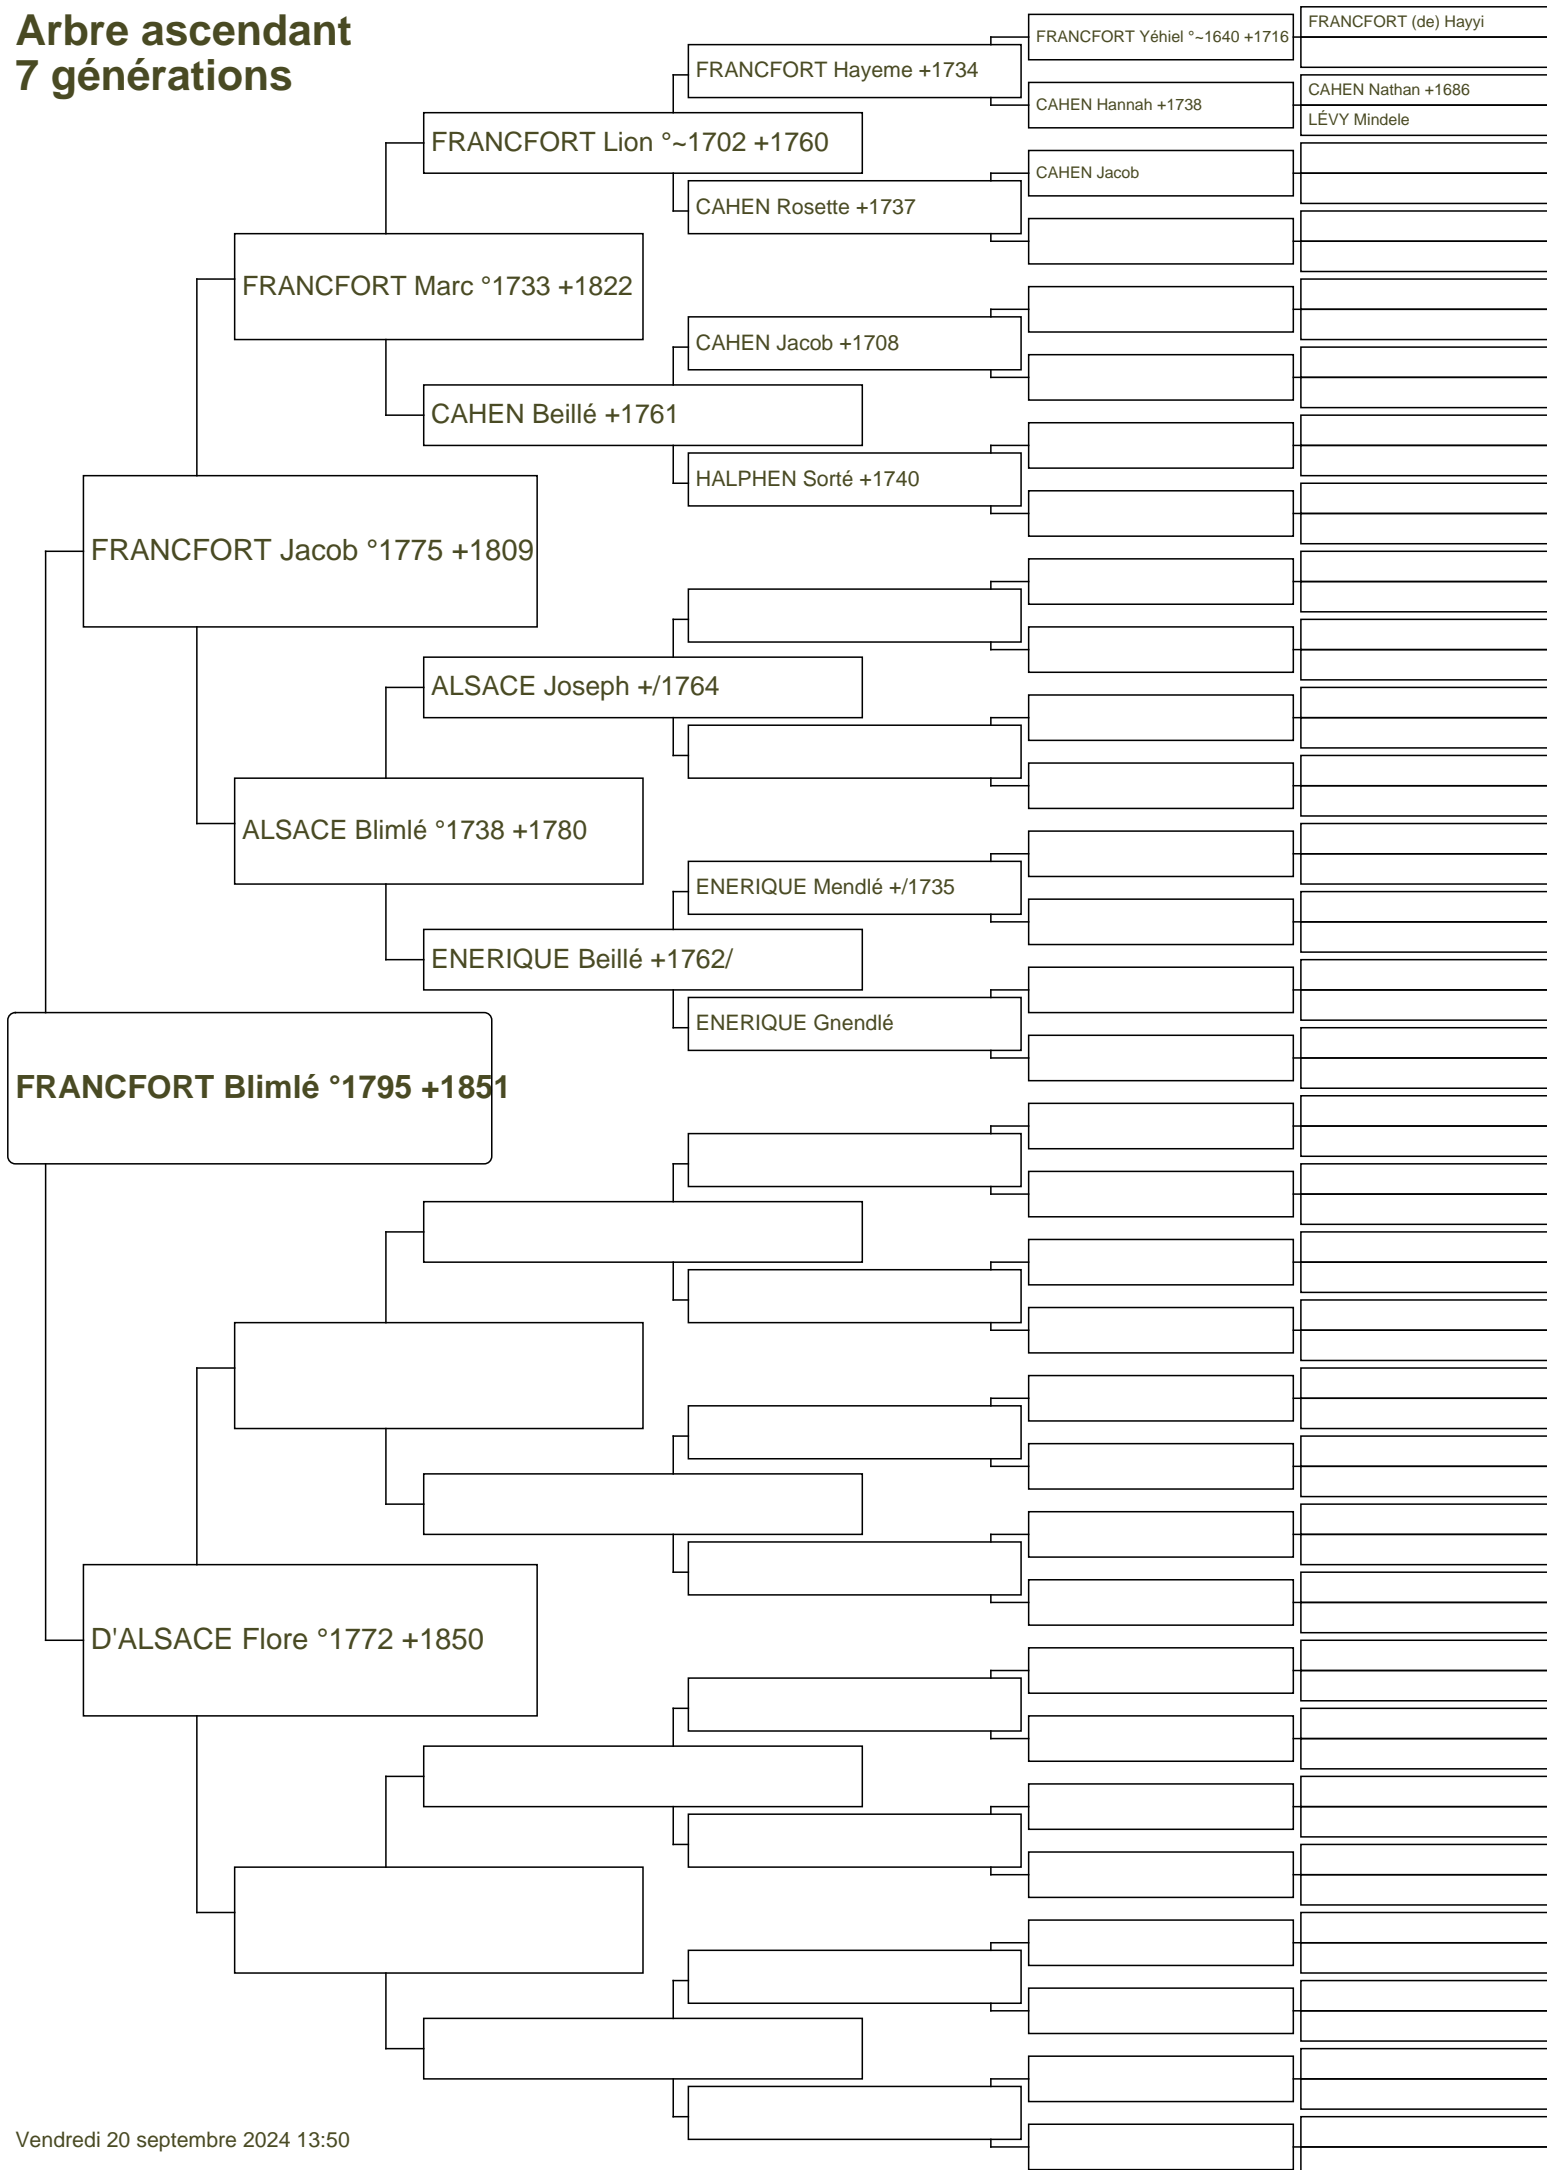 Arbre ascendant
7 générations
FRANCFORT (de) Hayyi
FRANCFORT Yéhiel °~1640 +1716
FRANCFORT Hayeme +1734
CAHEN Nathan +1686
CAHEN Hannah +1738
LÉVY Mindele
FRANCFORT Lion °~1702 +1760
CAHEN Jacob
CAHEN Rosette +1737
FRANCFORT Marc °1733 +1822
CAHEN Jacob +1708
CAHEN Beillé +1761
HALPHEN Sorté +1740
FRANCFORT Jacob °1775 +1809
ALSACE Joseph +/1764
ALSACE Blimlé °1738 +1780
ENERIQUE Mendlé +/1735
ENERIQUE Beillé +1762/
ENERIQUE Gnendlé
FRANCFORT Blimlé °1795 +1851
D'ALSACE Flore °1772 +1850
Vendredi 20 septembre 2024 13:50